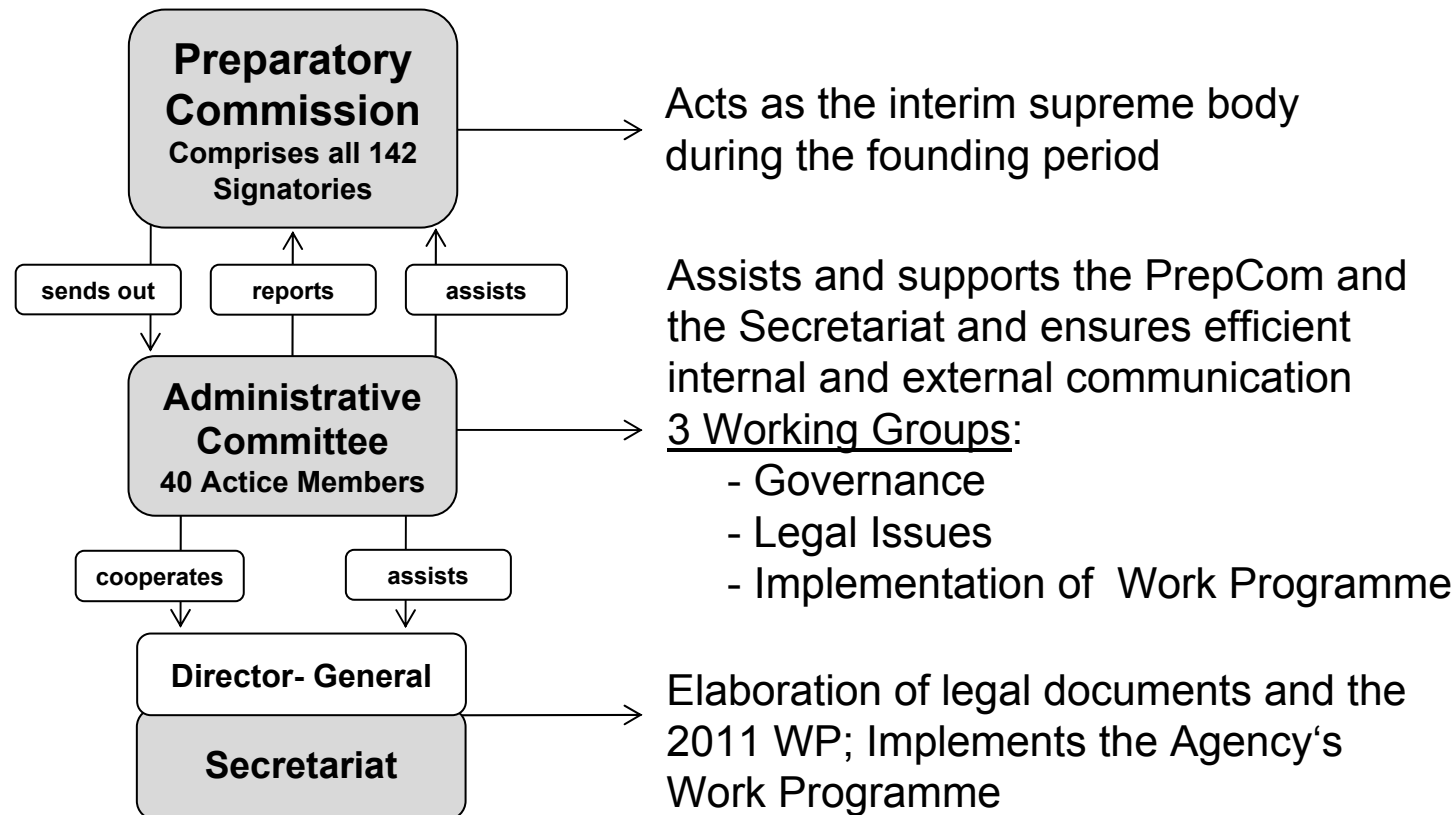 Preparatory
Commission
Comprises all 142
Signatories
Acts as the interim supreme body
during the founding period
sends out
reports
assists
Assists and supports the PrepCom and
the Secretariat and ensures efficient
internal and external communication
3 Working Groups:
- Governance
- Legal Issues
- Implementation of  Work Programme
Administrative
Committee
40 Actice Members
cooperates
assists
Director- General
Secretariat
Elaboration of legal documents and the
2011 WP; Implements the Agency‘s
Work Programme